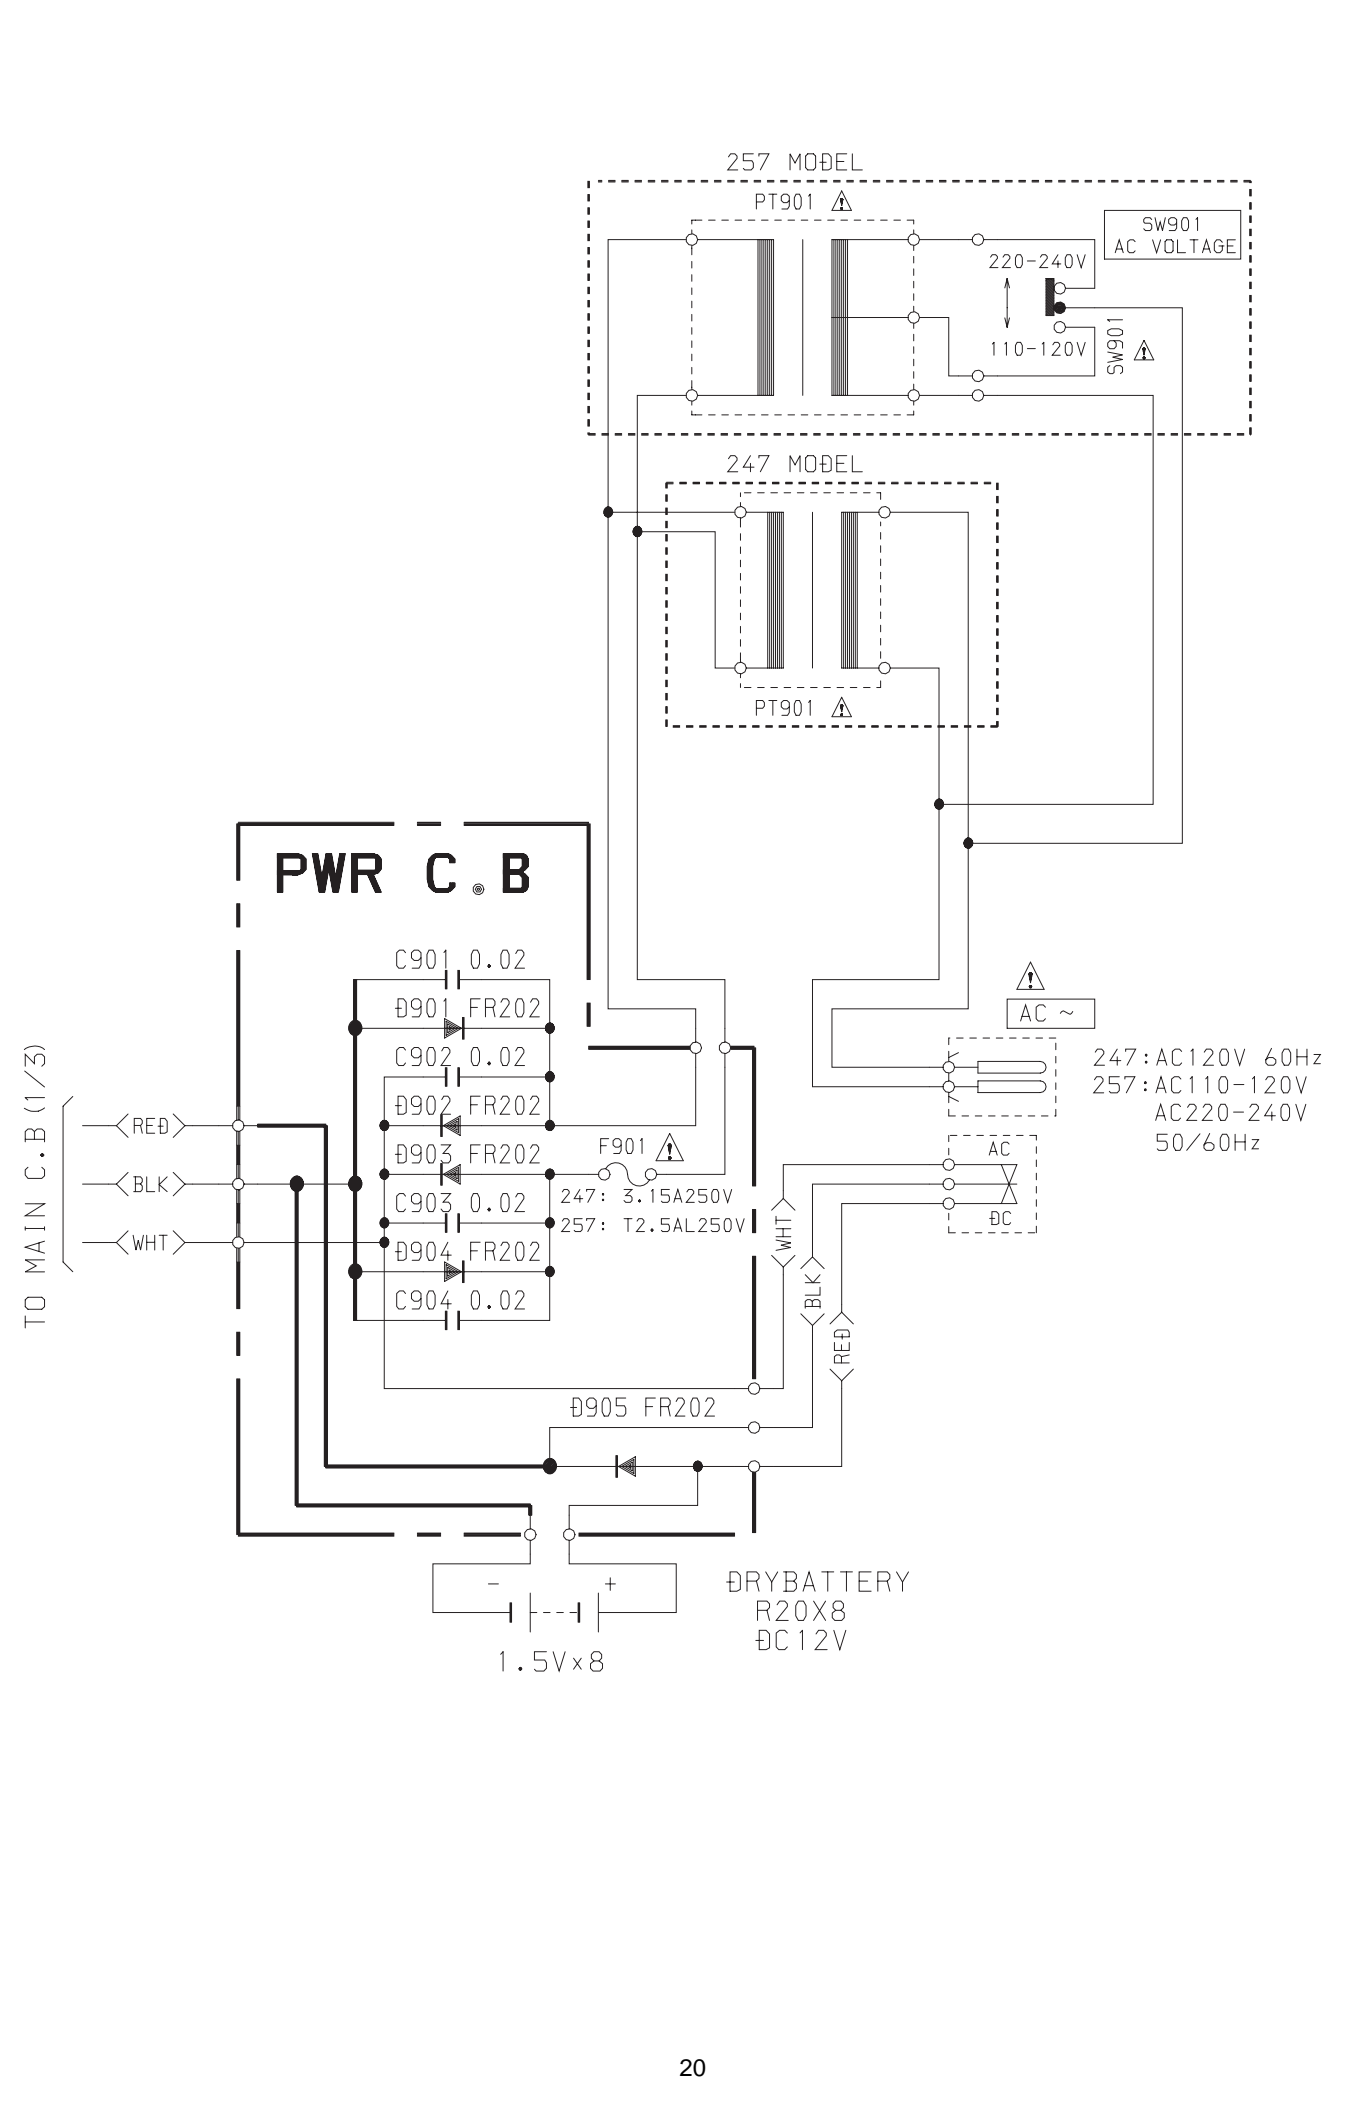 257 MODEL
PT901
SW901
AC VOLTAGE
220-240V
110-120V
SW901
247 MODEL
PT901
PWR C.B
C901 0.02
D901 FR202
C902 0.02
D902 FR202
D903 FR202
C903 0.02
D904 FR202
C904 0.02
F901
247: 3.15A250V
257: T2.5AL250V
AC ~
247:AC120V 60Hz
257:AC110-120V
AC220-240V
50/60Hz
AC
DC
TO MAIN C.B(1/3)
RED
BLK
WHT
WHT
BLK
RED
D905 FR202
- +
1.5Vx8
DRYBATTERY
R20X8
DC12V
20